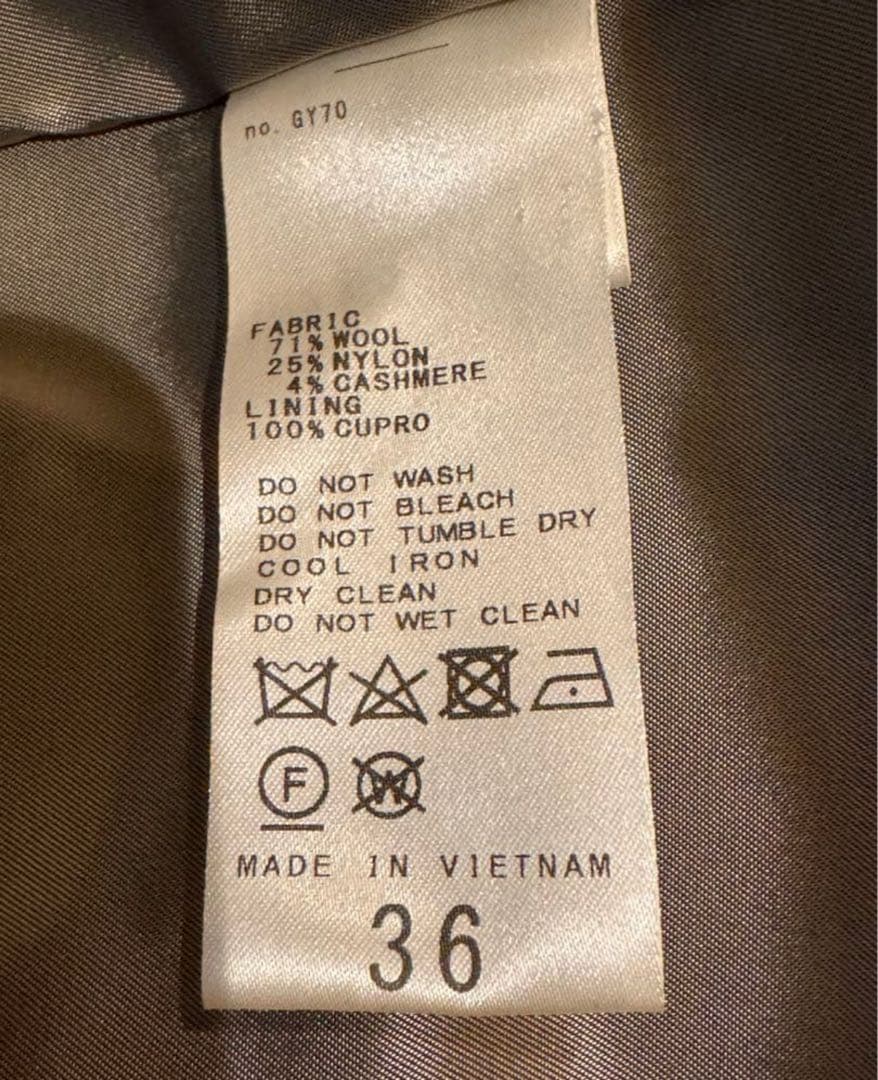 no. GY70
FABRIC
71% WOOL
25% NYLON
4% CASHMERE
LINING
100% CUPRO
DO NOT WASH
DO NOT BLEACH
DO NOT TUMBLE DRY
COOL IRON
DRY CLEAN
DO NOT WET CLEAN
F W
MADE IN VIETNAM
36